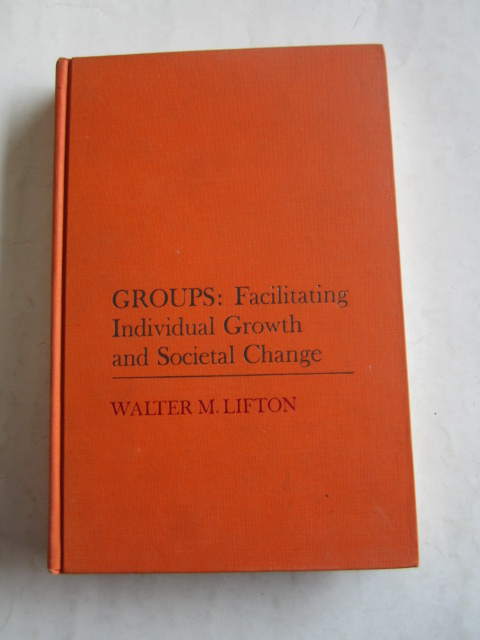 GROUPS: Facilitating
Individual Growth
and Societal Change
WALTER M. LIFTON